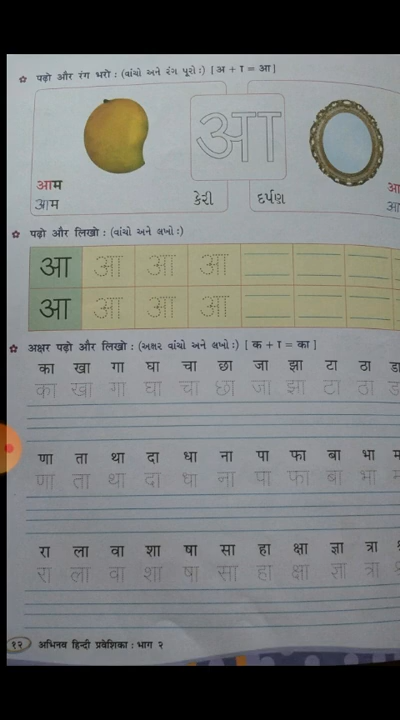 पढ़ो और रंग भरो : (વાંચો અને રંગ પૂરો :) [ अ + ा = आ ]
आ
आम
आम
કેરી
દર્પણ
आ
आ
पढ़ो और लिखो : (વાંચો અને લખો :)
आ आ आ आ
आ आ आ आ
अक्षर पढ़ो और लिखो : (અક્ષર વાંચો અને લખો :) [ क + ा = का ]
का खा गा घा चा छा जा झा टा ठा डा
का खा गा घा चा छा जा झा टा ठा डा
णा ता था दा धा ना पा फा बा भा
णा ता था दा धा ना पा फा बा भा
रा ला वा शा षा सा हा क्षा ज्ञा त्रा
रा ला वा शा षा सा हा क्षा ज्ञा त्रा
१२ अभिनव हिन्दी प्रवेशिका : भाग २